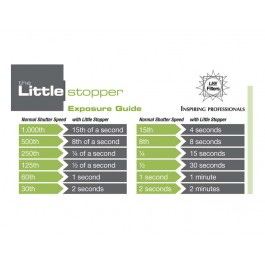 the
Little stopper
Exposure Guide
LEE
Filters
INSPIRING PROFESSIONALS
Normal Shutter Speed with Little Stopper
1,000th 15th of a second
500th 8th of a second
250th ¼ of a second
125th ½ of a second
60th 1 second
30th 2 seconds
Normal Shutter Speed with Little Stopper
15th 4 seconds
8th 8 seconds
¼ 15 seconds
½ 30 seconds
1 second 1 minute
2 seconds 2 minutes